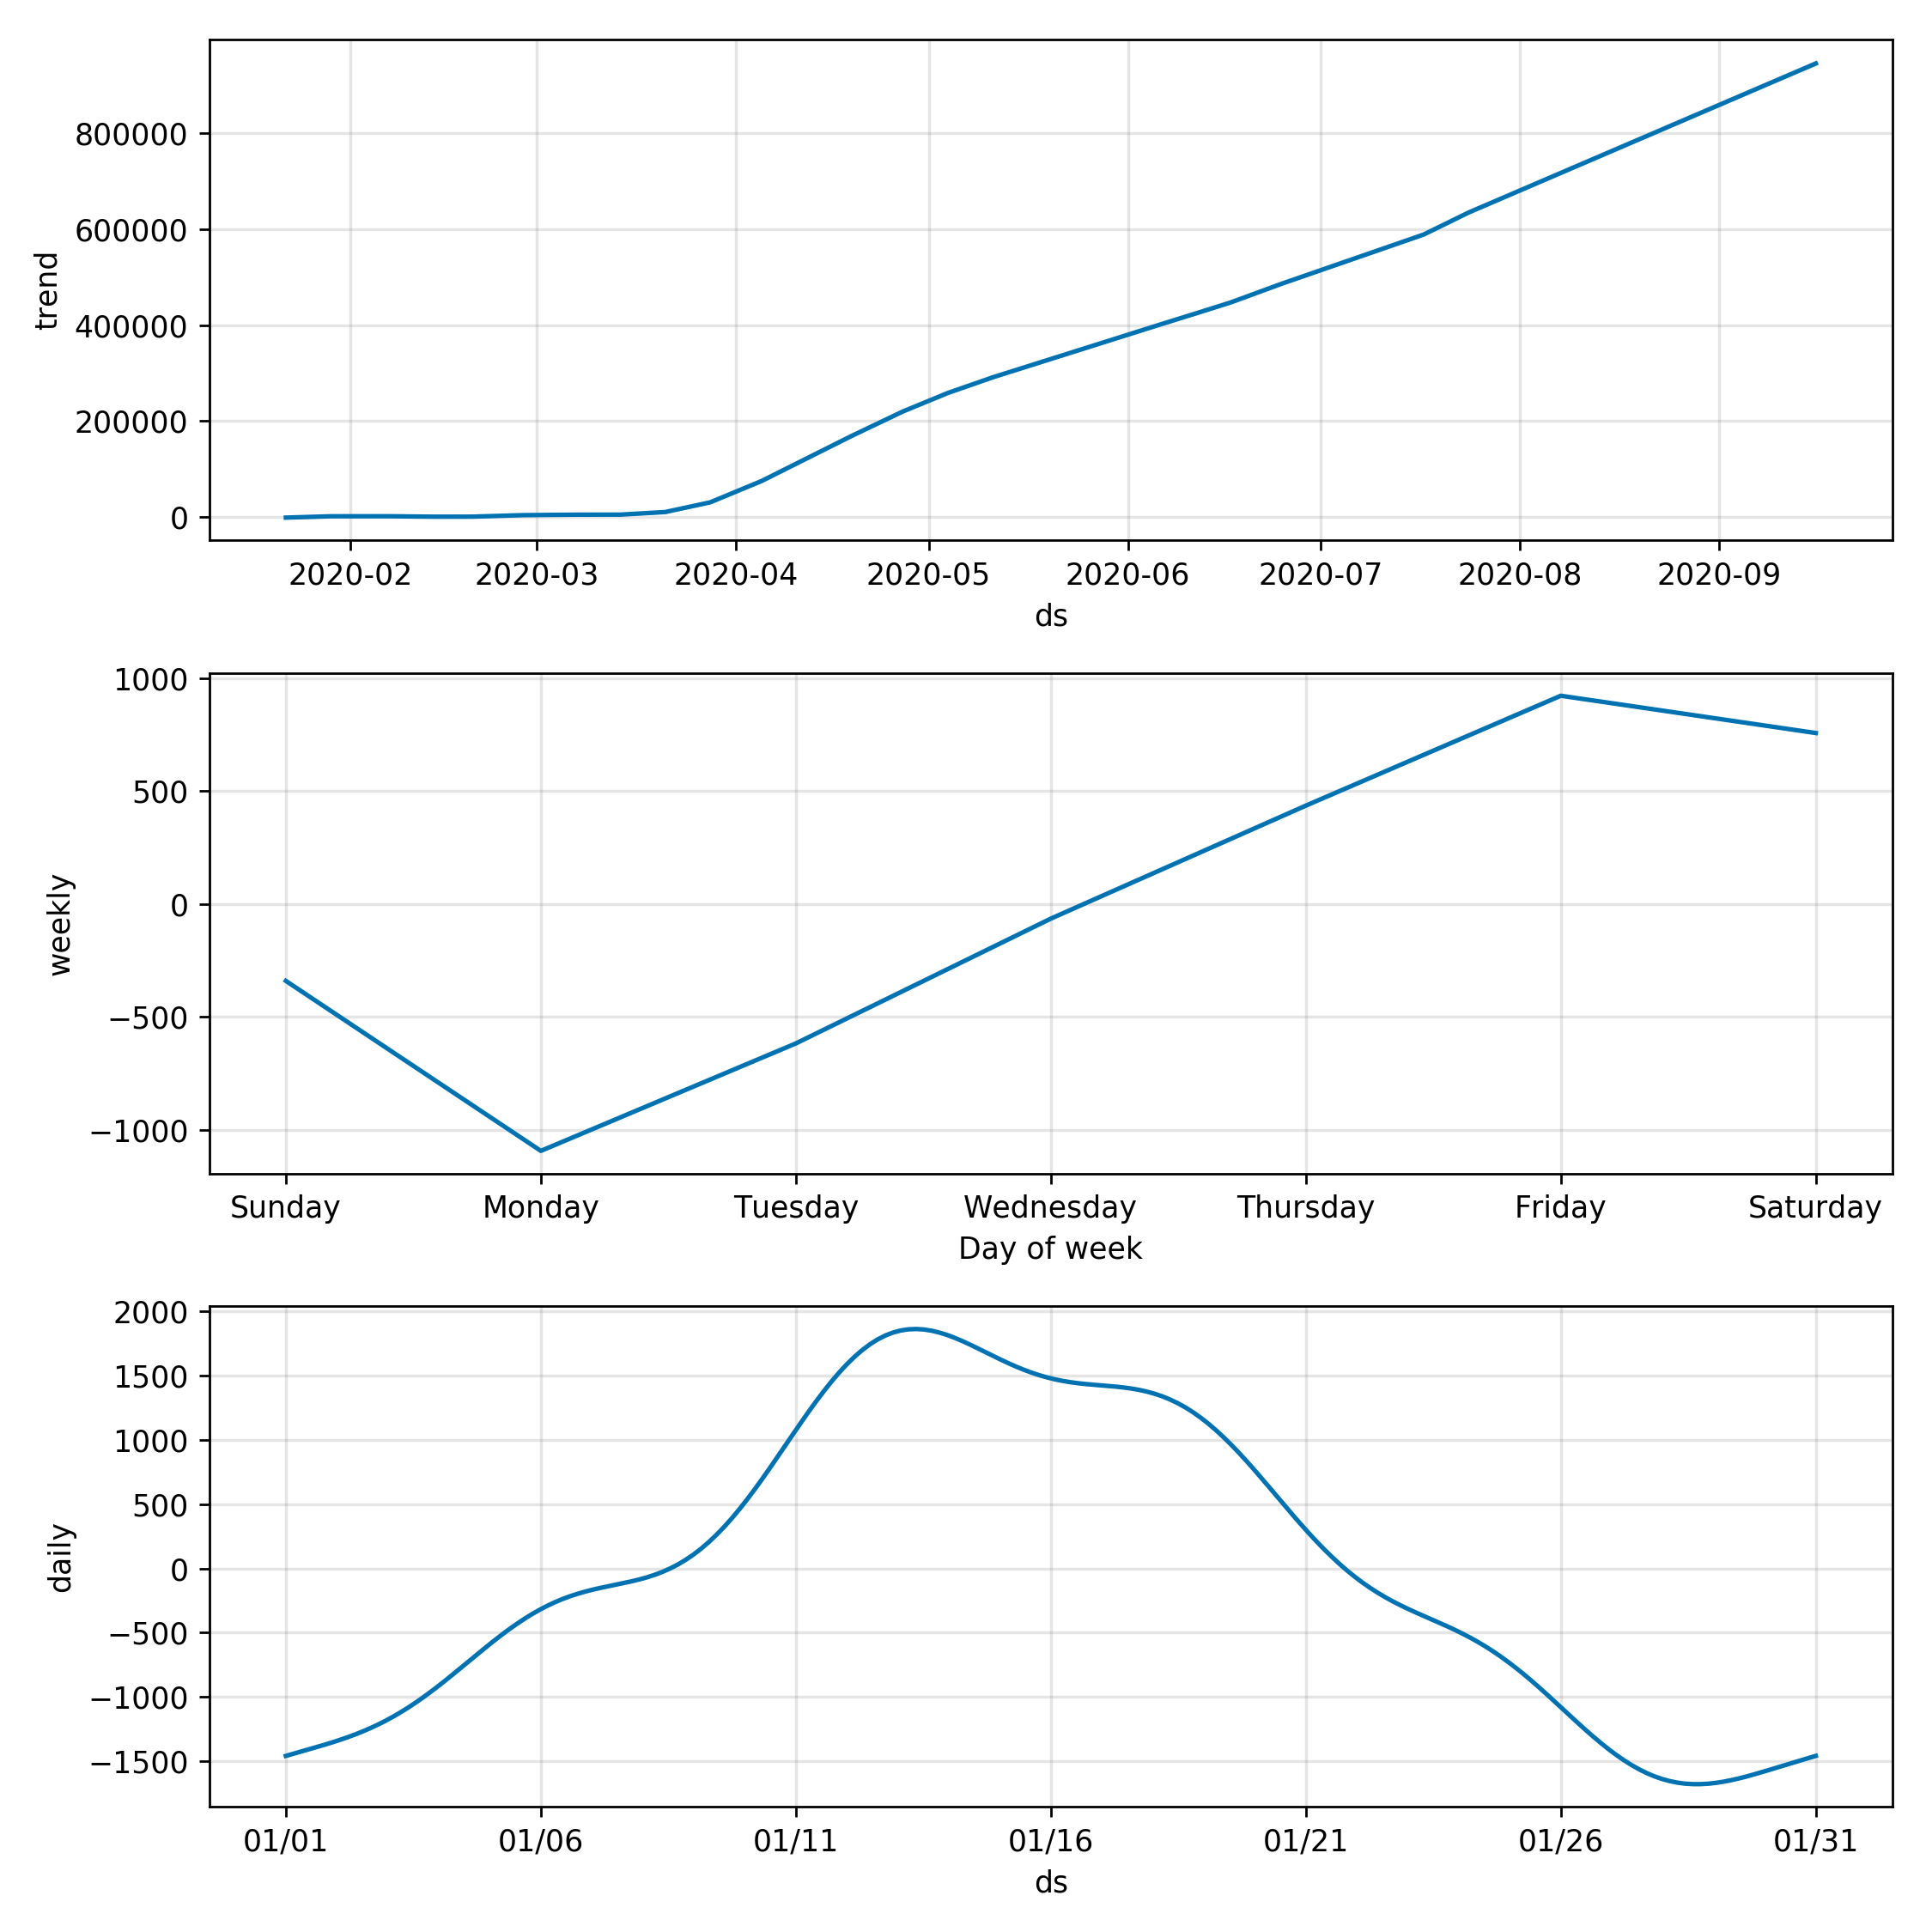 trend
800000
600000
400000
200000
0
2020-02 2020-03 2020-04 2020-05 2020-06 2020-07 2020-08 2020-09
ds
weekly
1000
500
0
−500
−1000
Sunday Monday Tuesday Wednesday Thursday Friday Saturday
Day of week
daily
2000
1500
1000
500
0
−500
−1000
−1500
01/01 01/06 01/11 01/16 01/21 01/26 01/31
ds